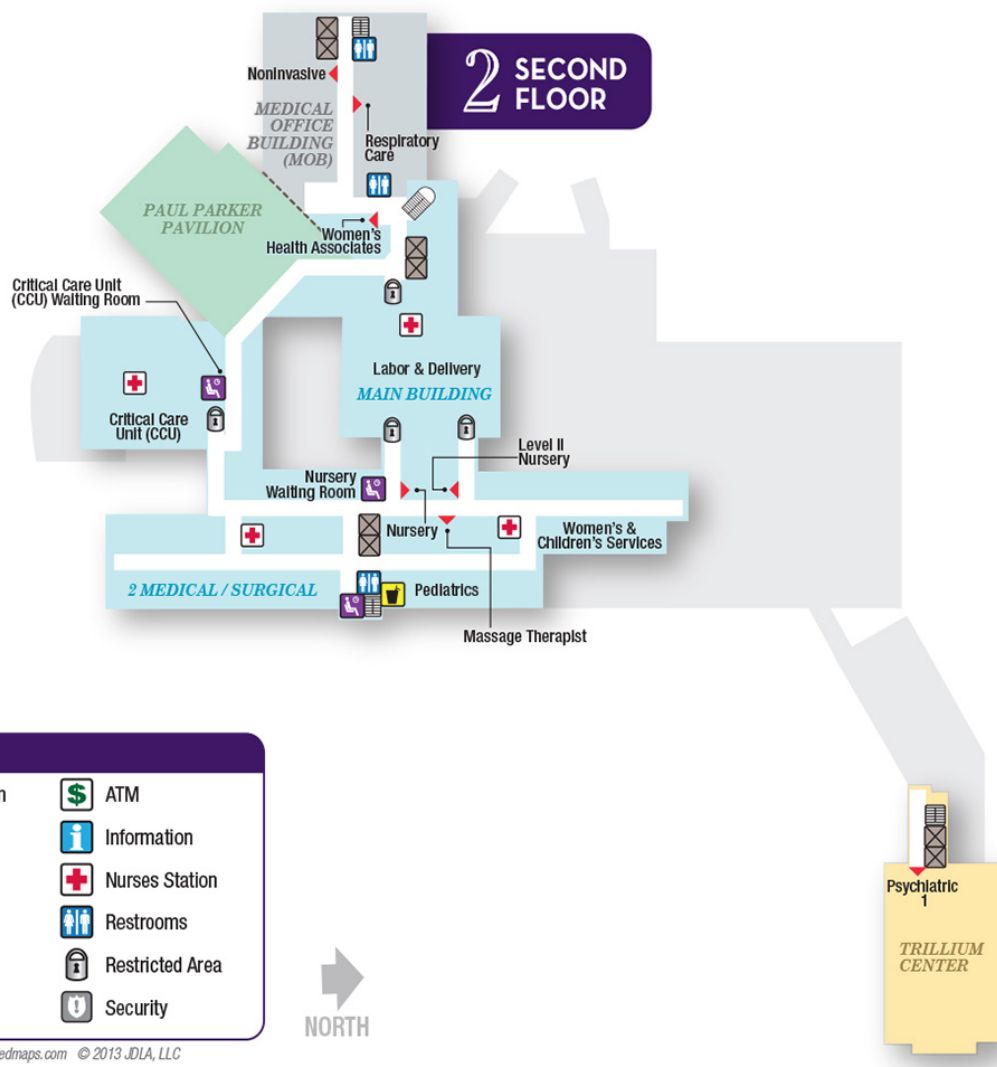 2 SECOND
FLOOR
Noninvasive
MEDICAL
OFFICE
BUILDING
(MOB)
Respiratory
Care
PAUL PARKER
PAVILION
Women's
Health Associates
Critical Care Unit
(CCU) Waiting Room
Labor & Delivery
MAIN BUILDING
Critical Care
Unit (CCU)
Level II
Nursery
Nursery
Waiting Room
Nursery
Women's &
Children's Services
2 MEDICAL / SURGICAL
Pediatrics
Massage Therapist
$ ATM
i Information
Nurses Station
Restrooms
Restricted Area
Security
NORTH
Psychiatric
1
TRILLIUM
CENTER
edmaps.com © 2013 JDLA, LLC